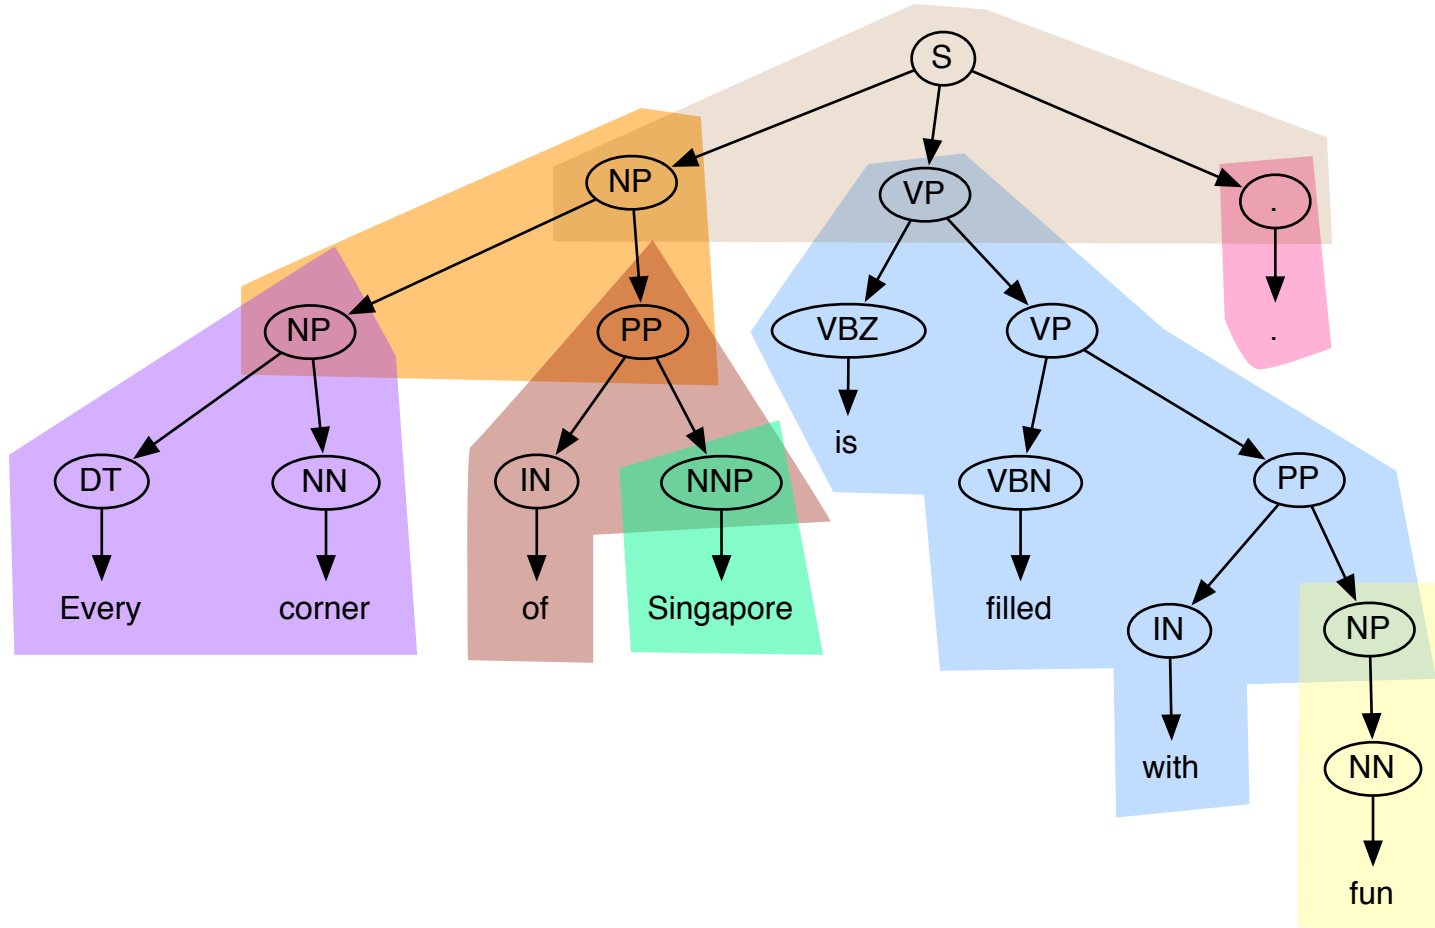 S
NP VP .
NP PP VBZ VP .
is
DT NN IN NNP VBN PP
Every corner of Singapore filled
IN NP
with NN
fun